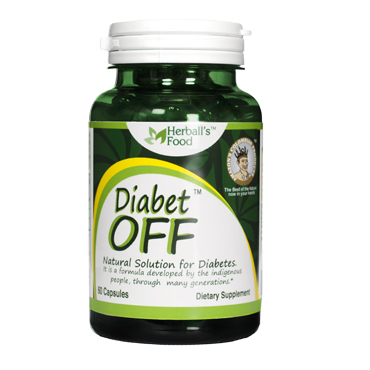 Herball's™
Food
The Best of the Nature
now in your hands
Diabet™
OFF
Natural Solution for Diabetes.
It is a formula developed by the indigenous
people, through many generations.*
60 Capsules
Dietary Supplement